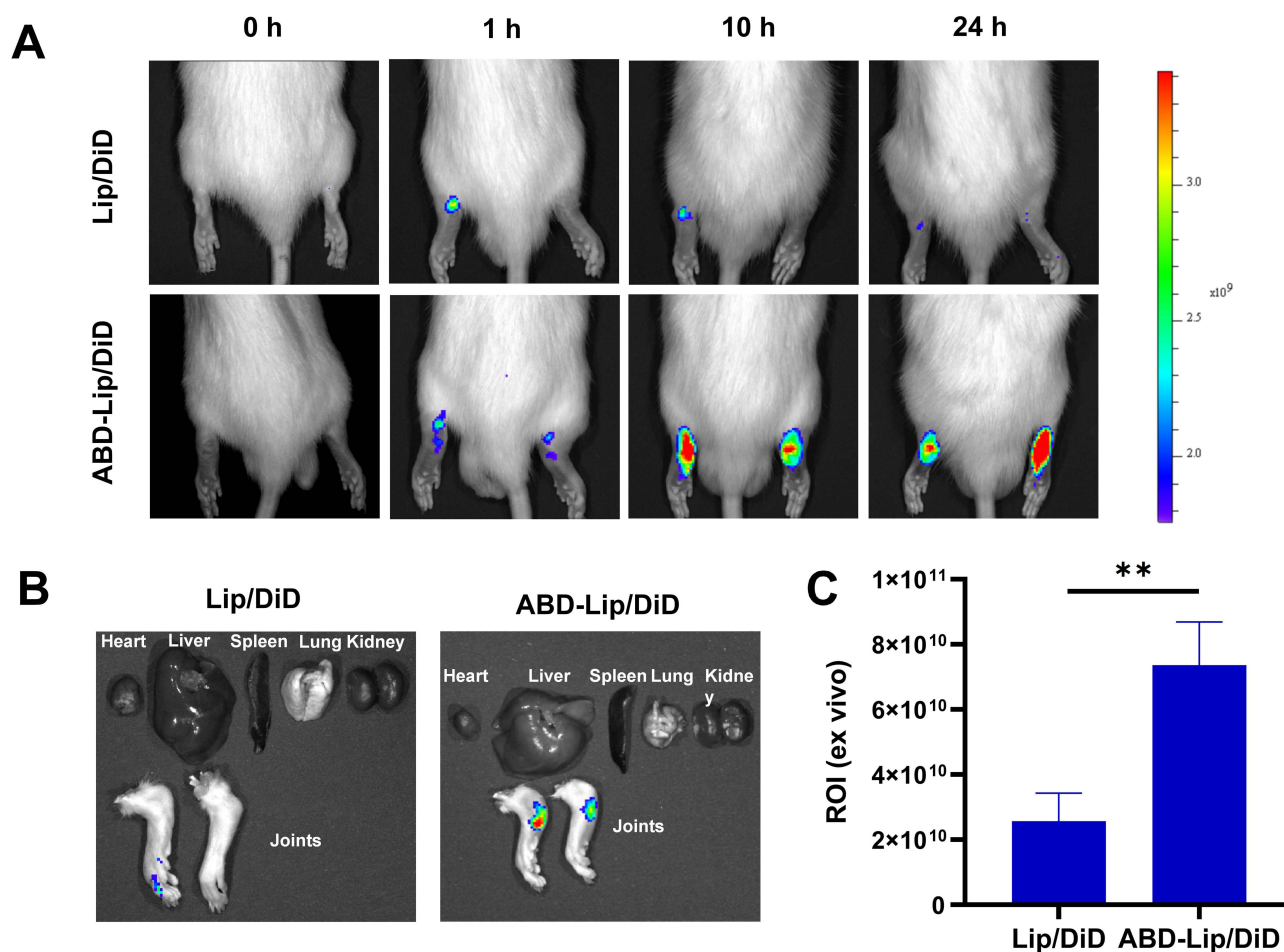 A
0 h
1 h
10 h
24 h
Lip/DiD
ABD-Lip/DiD
3.0
x10⁹
2.5
2.0
B
Lip/DiD
Heart Liver Spleen Lung Kidney
Joints
ABD-Lip/DiD
Heart Liver Spleen Lung Kidne
y
Joints
C
**
ROI (ex vivo)
1×10¹¹
8×10¹⁰
6×10¹⁰
4×10¹⁰
2×10¹⁰
0
Lip/DiD ABD-Lip/DiD